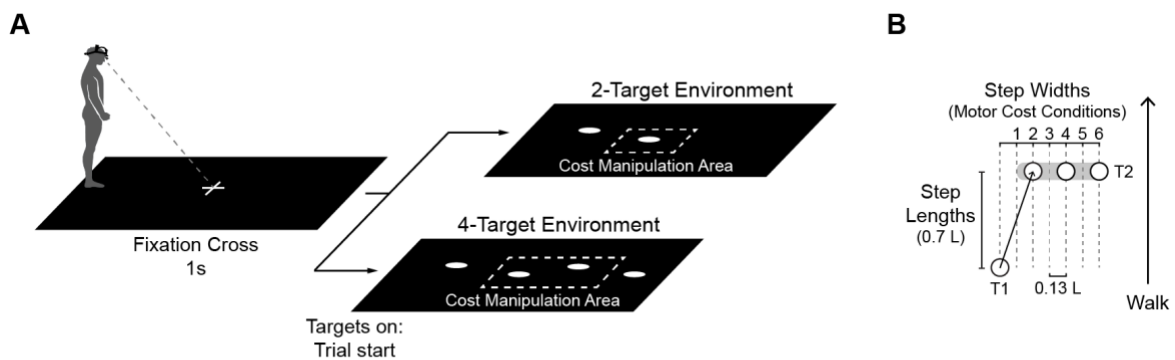 A
Fixation Cross
1s
2-Target Environment
Cost Manipulation Area
4-Target Environment
Cost Manipulation Area
Targets on:
Trial start
B
Step Widths
(Motor Cost Conditions)
1 2 3 4 5 6
T2
Step
Lengths
(0.7 L)
T1
0.13 L
Walk